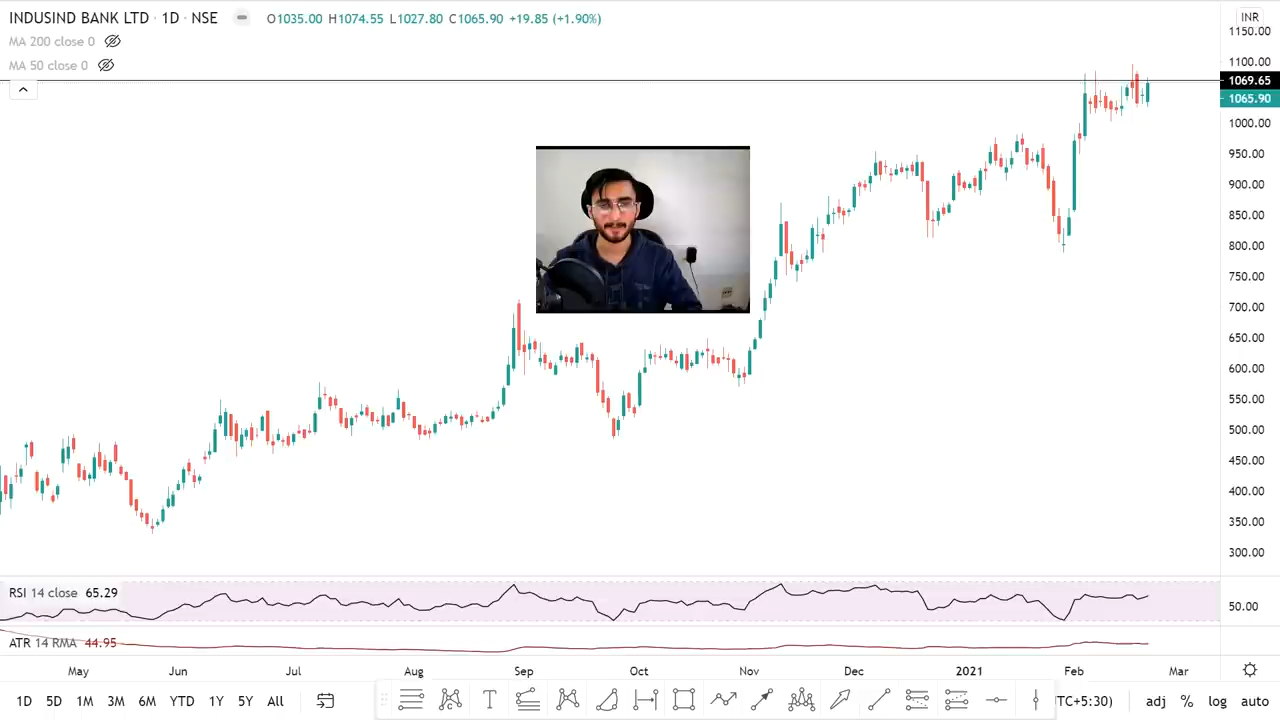 INDUSIND BANK LTD · 1D · NSE O1035.00 H1074.55 L1027.80 C1065.90 +19.85 (+1.90%)
MA 200 close 0
MA 50 close 0
INR
1150.00
1100.00
1069.65
1065.90
1000.00
950.00
900.00
850.00
800.00
750.00
700.00
650.00
600.00
550.00
500.00
450.00
400.00
350.00
300.00
RSI 14 close 65.29
50.00
ATR 14 RMA 44.95
May Jun Jul Aug Sep Oct Nov Dec 2021 Feb Mar
1D 5D 1M 3M 6M YTD 1Y 5Y All TC+5:30) adj % log auto